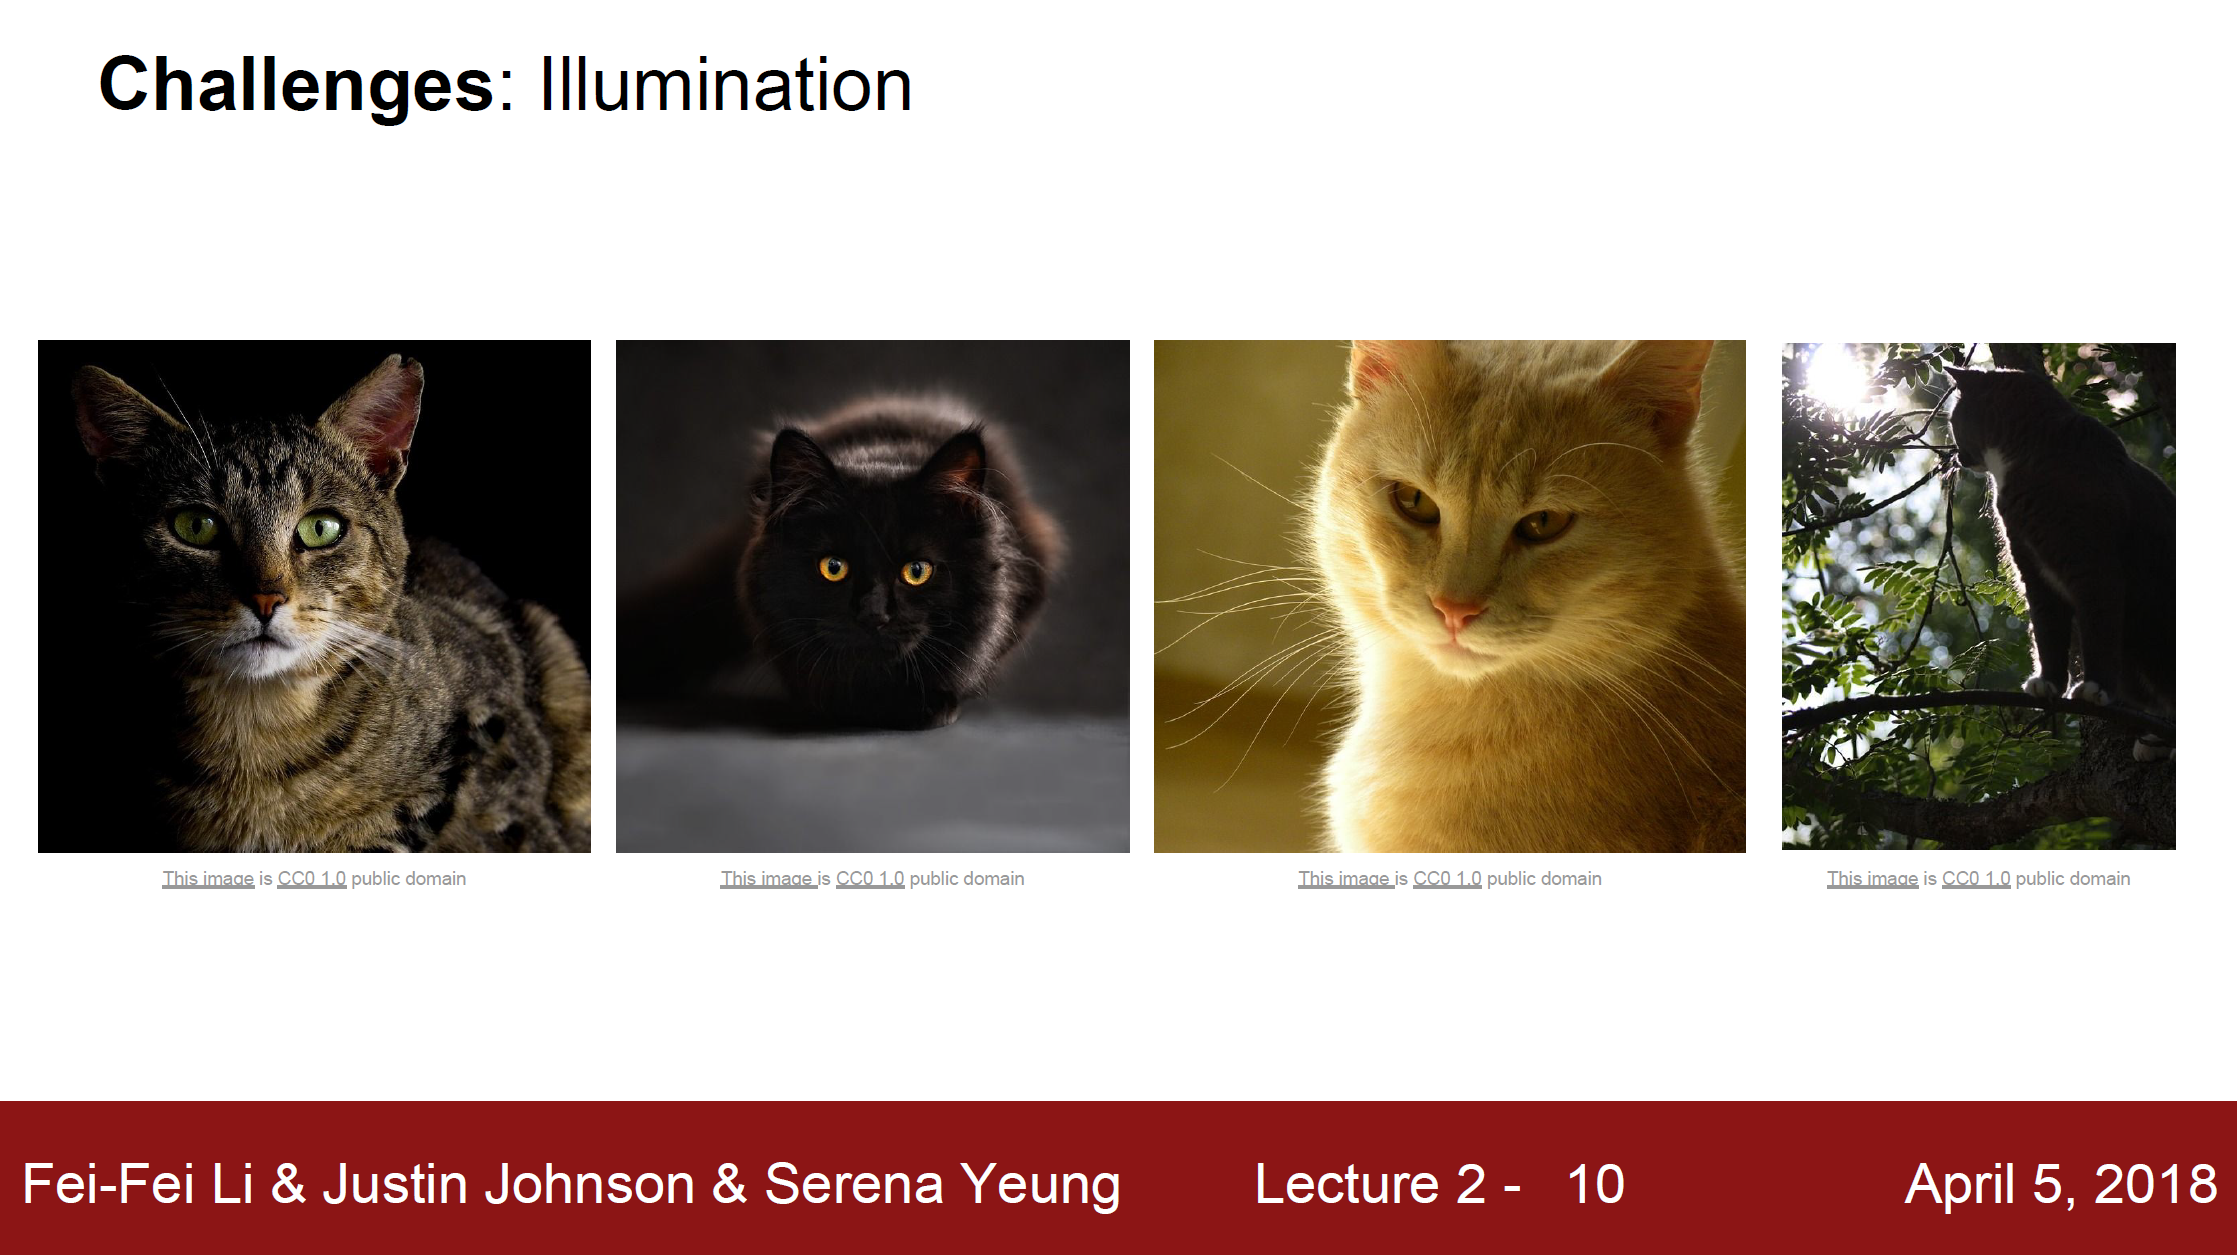 Challenges: Illumination
This image is CC0 1.0 public domain
This image is CC0 1.0 public domain
This image is CC0 1.0 public domain
This image is CC0 1.0 public domain
Fei-Fei Li & Justin Johnson & Serena Yeung Lecture 2 - 10 April 5, 2018